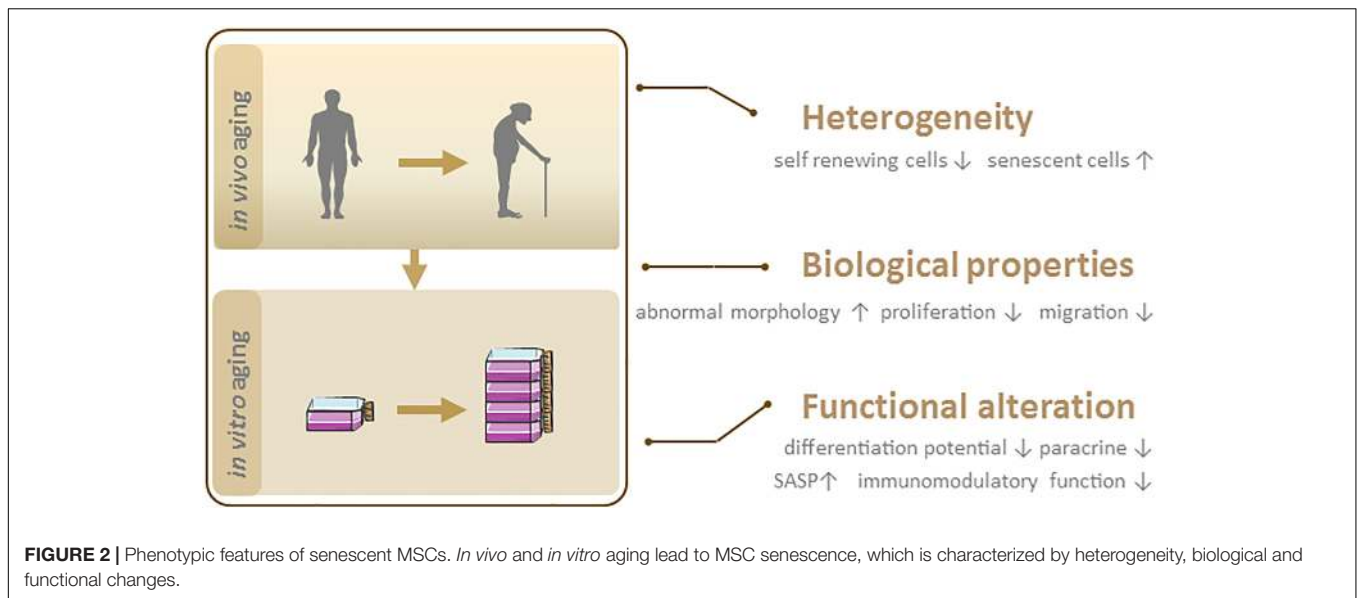 in vivo aging
in vitro aging
Heterogeneity
self renewing cells ↓ senescent cells ↑
Biological properties
abnormal morphology ↑ proliferation ↓ migration ↓
Functional alteration
differentiation potential ↓ paracrine ↓
SASP↑ immunomodulatory function ↓
FIGURE 2 | Phenotypic features of senescent MSCs. In vivo and in vitro aging lead to MSC senescence, which is characterized by heterogeneity, biological and
functional changes.